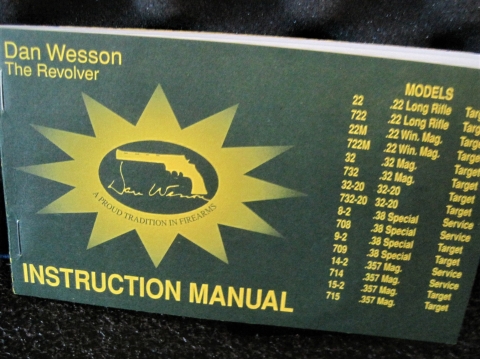 Dan Wesson
The Revolver
Dan Wesson
A PROUD TRADITION IN FIREARMS
INSTRUCTION MANUAL
MODELS
22 .22 Long Rifle
722 .22 Long Rifle Target
22M .22 Win. Mag. Target
722M .22 Win. Mag. Target
32 .32 Mag. Target
732 .32 Mag. Target
32-20 32-20 Target
732-20 32-20 Target
8-2 .38 Special Service
708 .38 Special Service
9-2 .38 Special Target
709 .38 Special Target
14-2 .357 Mag. Service
714 .357 Mag. Service
15-2 .357 Mag. Target
715 .357 Mag. Target